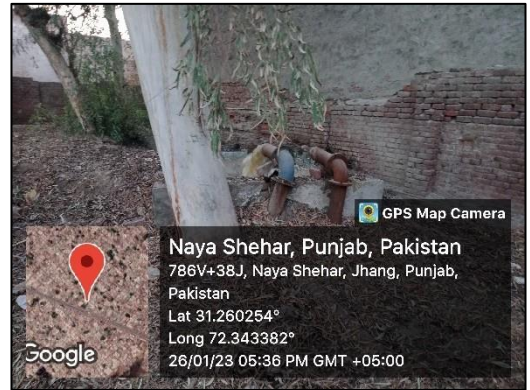 GPS Map Camera
Naya Shehar, Punjab, Pakistan
786V+38J, Naya Shehar, Jhang, Punjab,
Pakistan
Lat 31.260254°
Long 72.343382°
26/01/23 05:36 PM GMT +05:00
Google